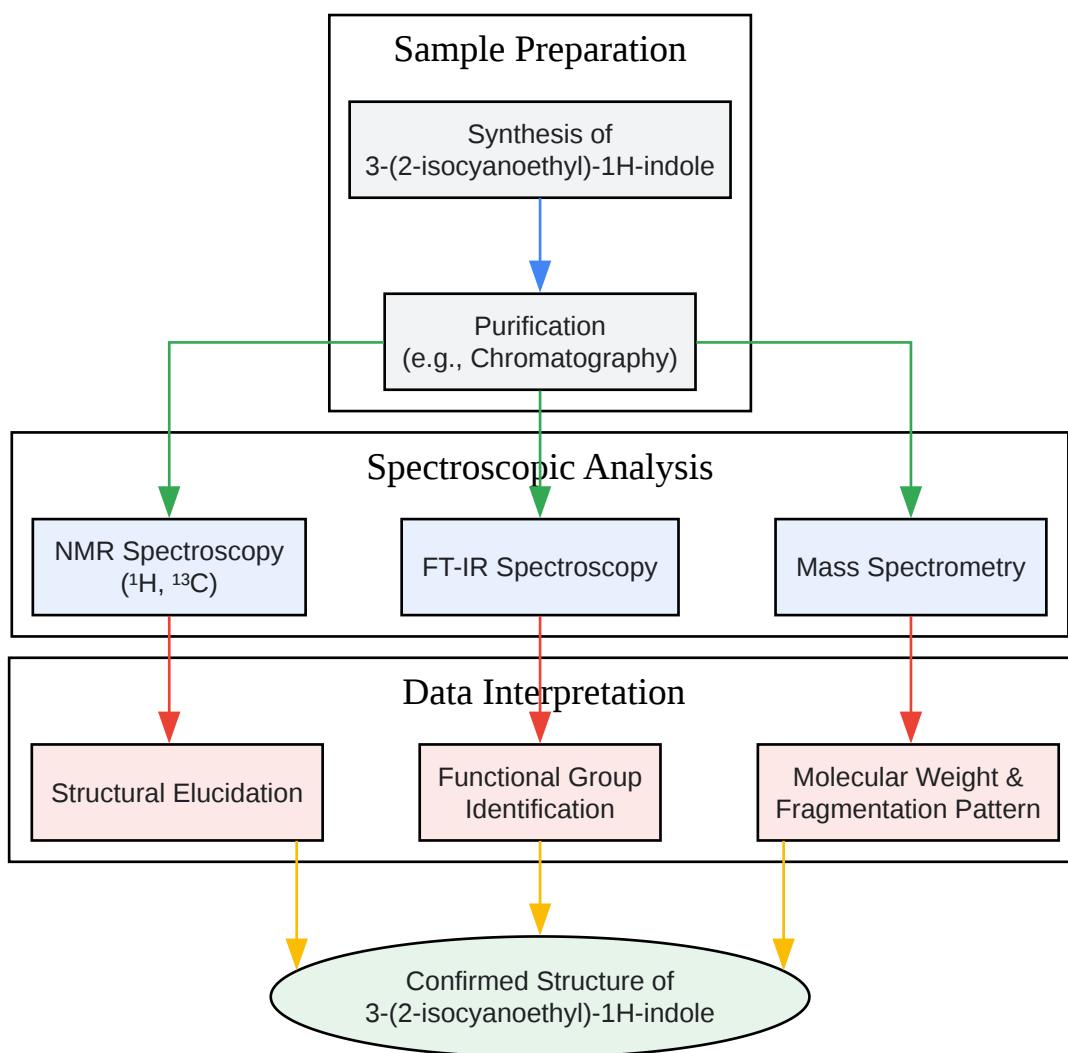 Sample Preparation
Synthesis of
3-(2-isocyanoethyl)-1H-indole
Purification
(e.g., Chromatography)
Spectroscopic Analysis
NMR Spectroscopy
(¹H, ¹³C)
FT-IR Spectroscopy
Mass Spectrometry
Data Interpretation
Structural Elucidation
Functional Group
Identification
Molecular Weight &
Fragmentation Pattern
Confirmed Structure of
3-(2-isocyanoethyl)-1H-indole